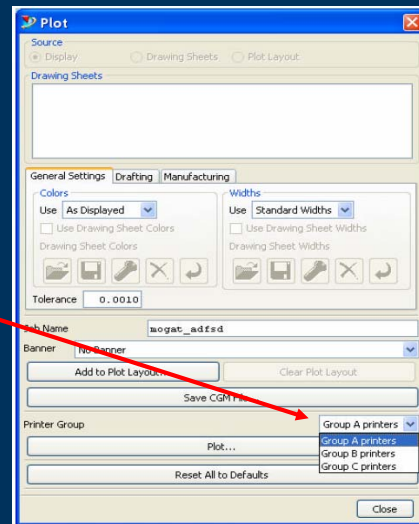 Plot
Source
Display Drawing Sheets Plot Layout
Drawing Sheets
General Settings Drafting Manufacturing
Colors Widths
Use As Displayed Use Standard Widths
Use Drawing Sheet Colors Use Drawing Sheet Widths
Drawing Sheet Colors Drawing Sheet Widths
Tolerance 0.0010
Job Name mogat_adfsd
Banner No Banner
Add to Plot Layout Clear Plot Layout
Save CGM File
Printer Group Group A printers
Group A printers
Plot... Group B printers
Group C printers
Reset All to Defaults
Close